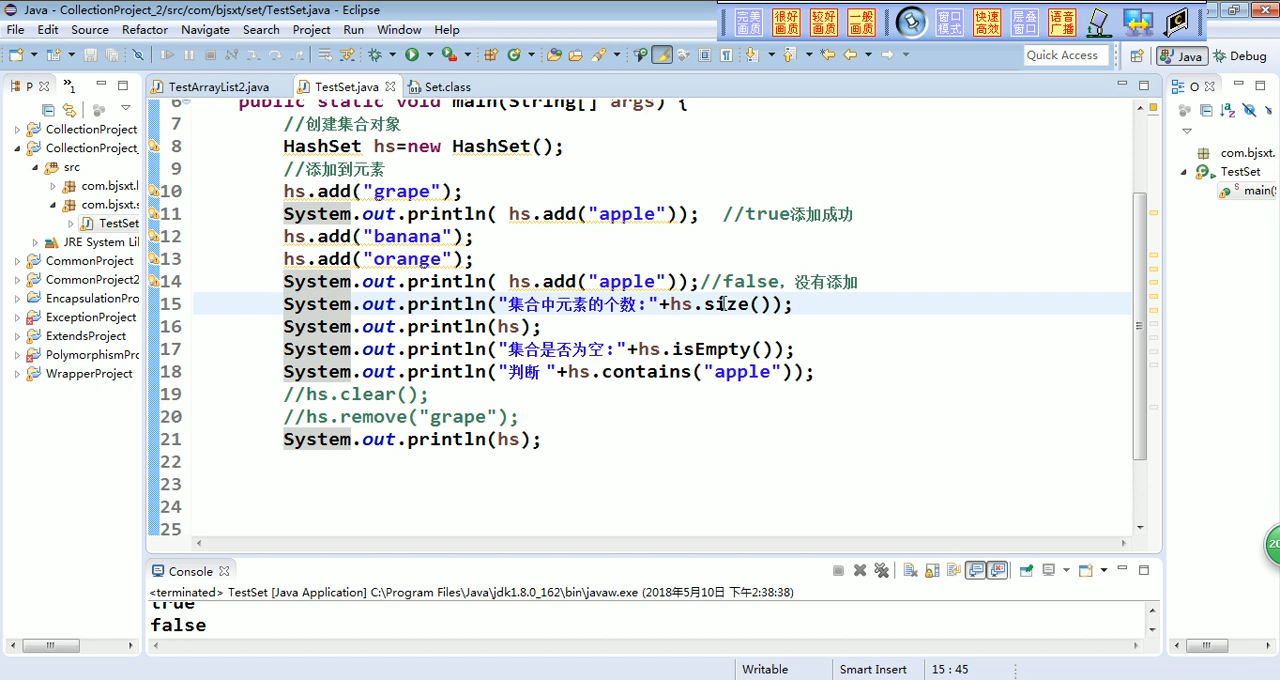 Java - CollectionProject_2/src/com/bjsxt/set/TestSet.java - Eclipse
完美画质 很好画质 较好画质 一般画质 窗口模式 快速高效 层叠窗口 语音广播
File Edit Source Refactor Navigate Search Project Run Window Help
Quick Access Java Debug
P »1 TestArrayList2.java TestSet.java Set.class O
CollectionProject
CollectionProject_
src
com.bjsxt.l
com.bjsxt.s
TestSet
JRE System Li
CommonProject
CommonProject2
EncapsulationPro
ExceptionProject
ExtendsProject
PolymorphismPro
WrapperProject
6 public static void main(String[] args) {
7 //创建集合对象
8 HashSet hs=new HashSet();
9 //添加到元素
10 hs.add("grape");
11 System.out.println( hs.add("apple")); //true添加成功
12 hs.add("banana");
13 hs.add("orange");
14 System.out.println( hs.add("apple"));//false，没有添加
15 System.out.println("集合中元素的个数:"+hs.size());
16 System.out.println(hs);
17 System.out.println("集合是否为空:"+hs.isEmpty());
18 System.out.println("判断 "+hs.contains("apple"));
19 //hs.clear();
20 //hs.remove("grape");
21 System.out.println(hs);
22
23
24
25
com.bjsxt.
TestSet
S main(
20
Console
<terminated> TestSet [Java Application] C:\Program Files\Java\jdk1.8.0_162\bin\javaw.exe (2018年5月10日 下午2:38:38)
true
false
Writable Smart Insert 15 : 45